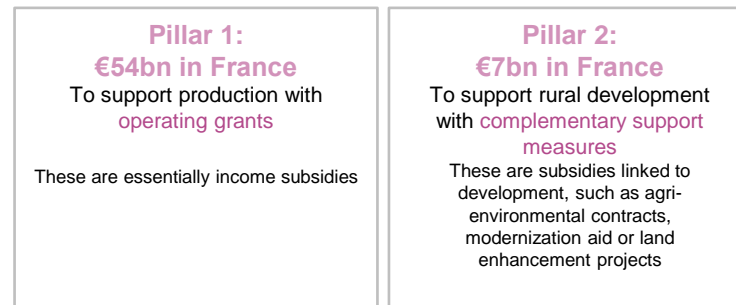 Pillar 1:
€54bn in France
To support production with
operating grants
These are essentially income subsidies
Pillar 2:
€7bn in France
To support rural development
with complementary support
measures
These are subsidies linked to
development, such as agri-
environmental contracts,
modernization aid or land
enhancement projects